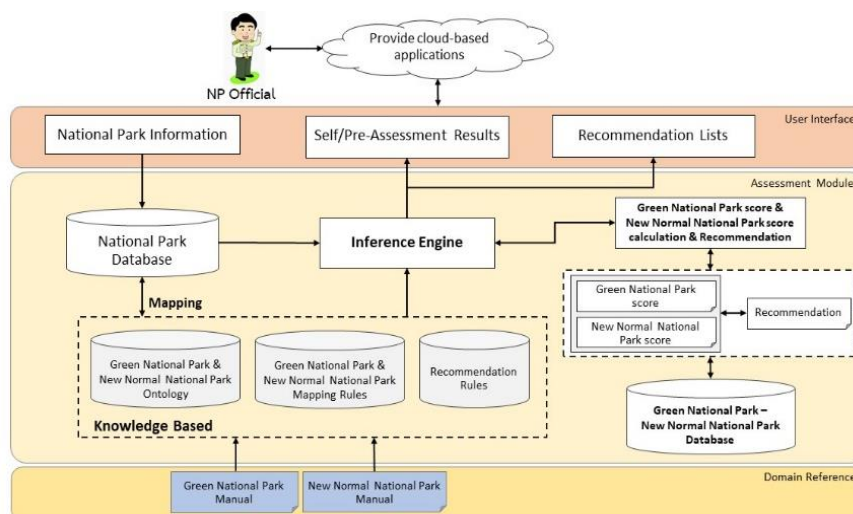 Provide cloud-based
applications
NP Official
User Interface
National Park Information
Self/Pre-Assessment Results
Recommendation Lists
Assessment Module
Green National Park score &
New Normal National Park score
calculation & Recommendation
National Park
Database
Inference Engine
Mapping
Green National Park
score
New Normal National
Park score
Recommendation
Green National Park &
New Normal National Park
Ontology
Green National Park &
New Normal National Park
Mapping Rules
Recommendation
Rules
Knowledge Based
Green National Park –
New Normal National Park
Database
Domain Reference
Green National Park
Manual
New Normal National Park
Manual